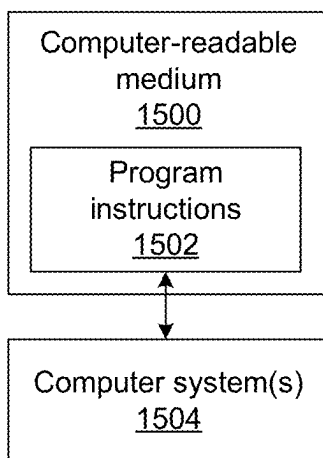 Computer-readable
medium
1500
Program
instructions
1502
Computer system(s)
1504